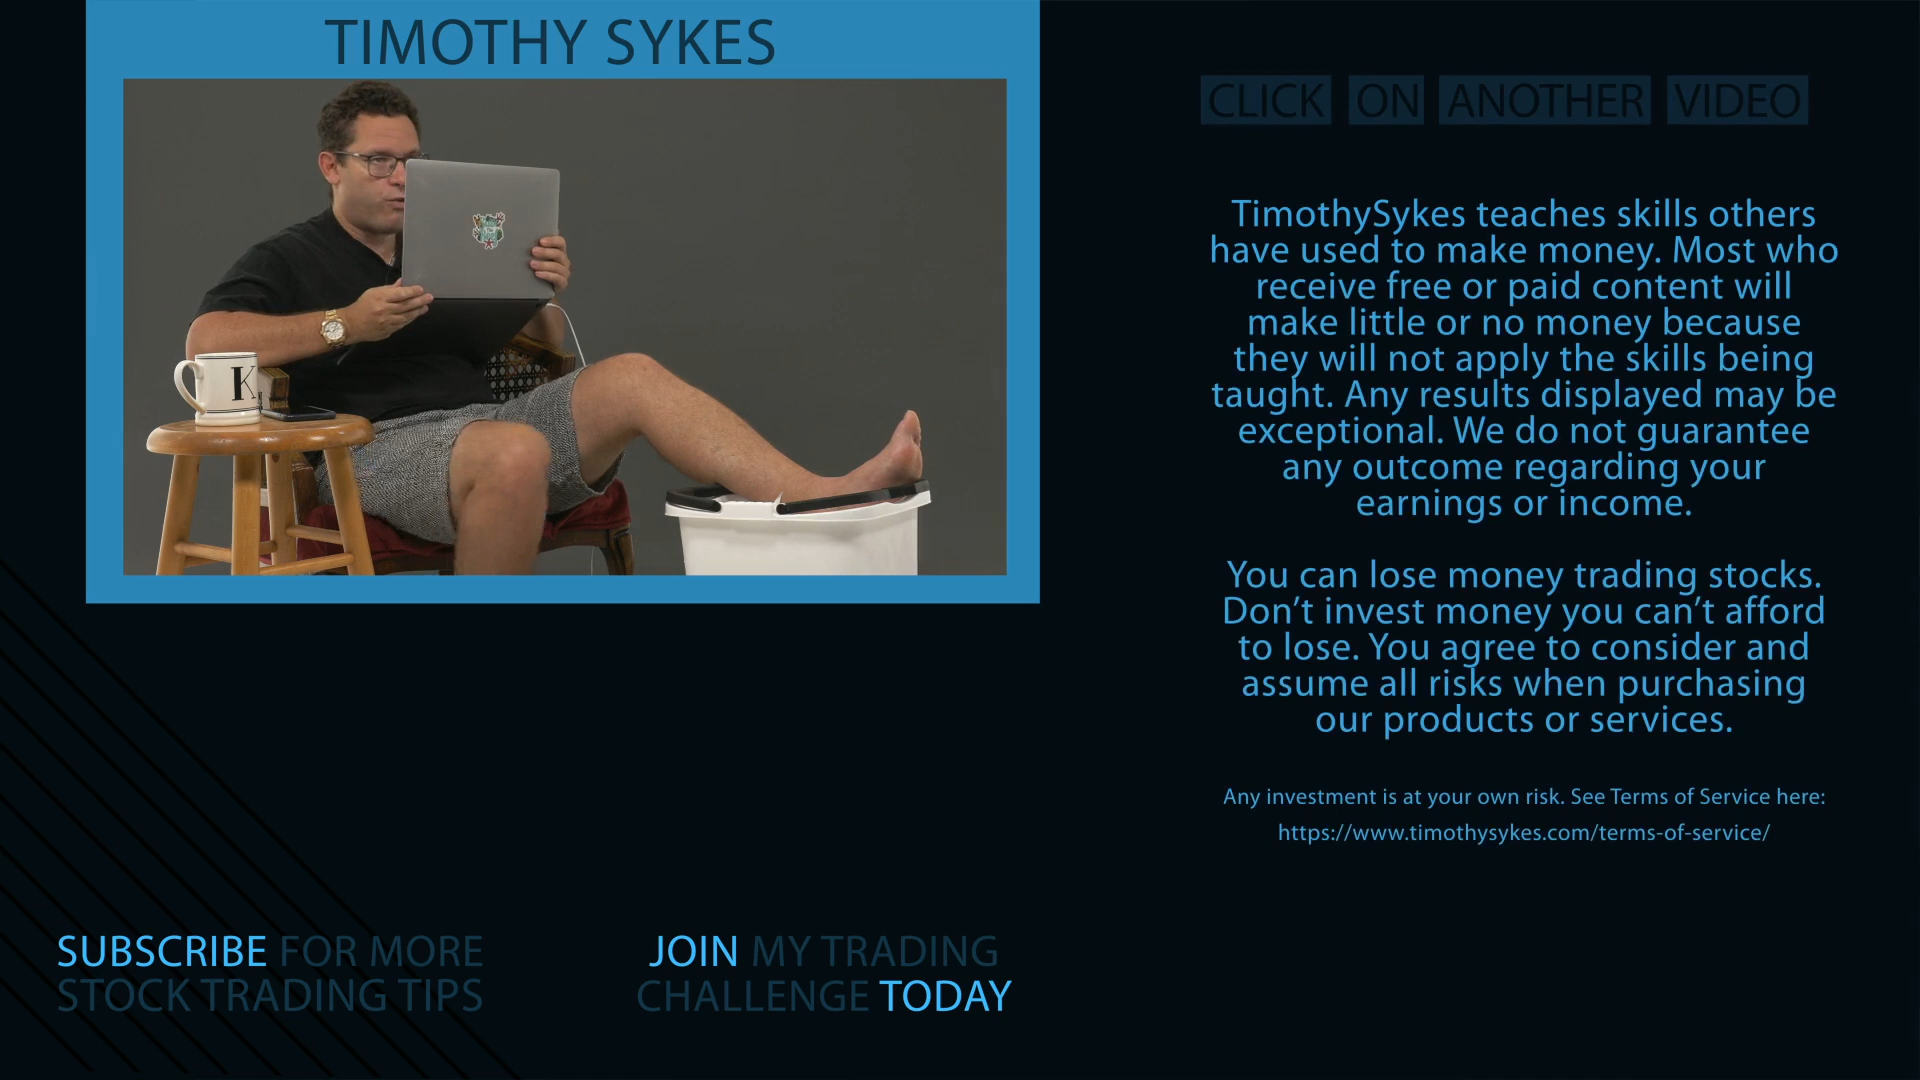 TIMOTHY SYKES
K
CLICK ON ANOTHER VIDEO
TimothySykes teaches skills others
have used to make money. Most who
receive free or paid content will
make little or no money because
they will not apply the skills being
taught. Any results displayed may be
exceptional. We do not guarantee
any outcome regarding your
earnings or income.
You can lose money trading stocks.
Don’t invest money you can’t afford
to lose. You agree to consider and
assume all risks when purchasing
our products or services.
Any investment is at your own risk. See Terms of Service here:
https://www.timothysykes.com/terms-of-service/
SUBSCRIBE FOR MORE
STOCK TRADING TIPS
JOIN MY TRADING
CHALLENGE TODAY